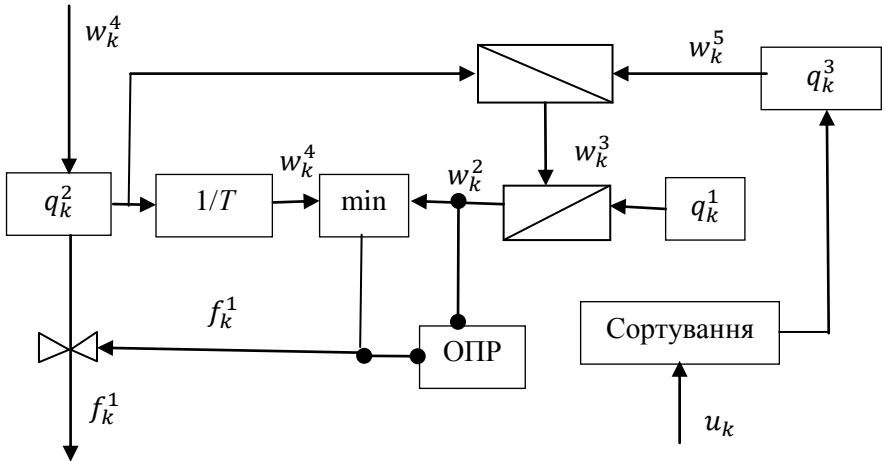 w_k^4
w_k^5
q_k^3
w_k^4
w_k^2
w_k^3
q_k^2
1/T
min
q_k^1
f_k^1
ОПР
Сортування
f_k^1
u_k